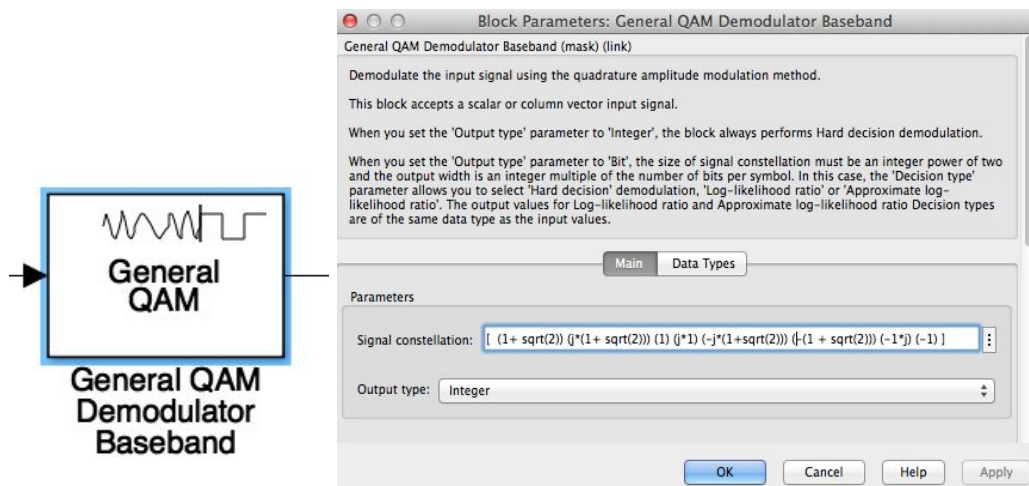 General
QAM
General QAM
Demodulator
Baseband
Block Parameters: General QAM Demodulator Baseband
General QAM Demodulator Baseband (mask) (link)
Demodulate the input signal using the quadrature amplitude modulation method.
This block accepts a scalar or column vector input signal.
When you set the 'Output type' parameter to 'Integer', the block always performs Hard decision demodulation.
When you set the 'Output type' parameter to 'Bit', the size of signal constellation must be an integer power of two
and the output width is an integer multiple of the number of bits per symbol. In this case, the 'Decision type'
parameter allows you to select 'Hard decision' demodulation, 'Log-likelihood ratio' or 'Approximate log-
likelihood ratio'. The output values for Log-likelihood ratio and Approximate log-likelihood ratio Decision types
are of the same data type as the input values.
Main Data Types
Parameters
Signal constellation: [ (1+ sqrt(2)) (j*(1+ sqrt(2))) (1) (j*1) (-j*(1+sqrt(2))) (-(1 + sqrt(2))) (-1*j) (-1) ]
Output type: Integer
OK Cancel Help Apply